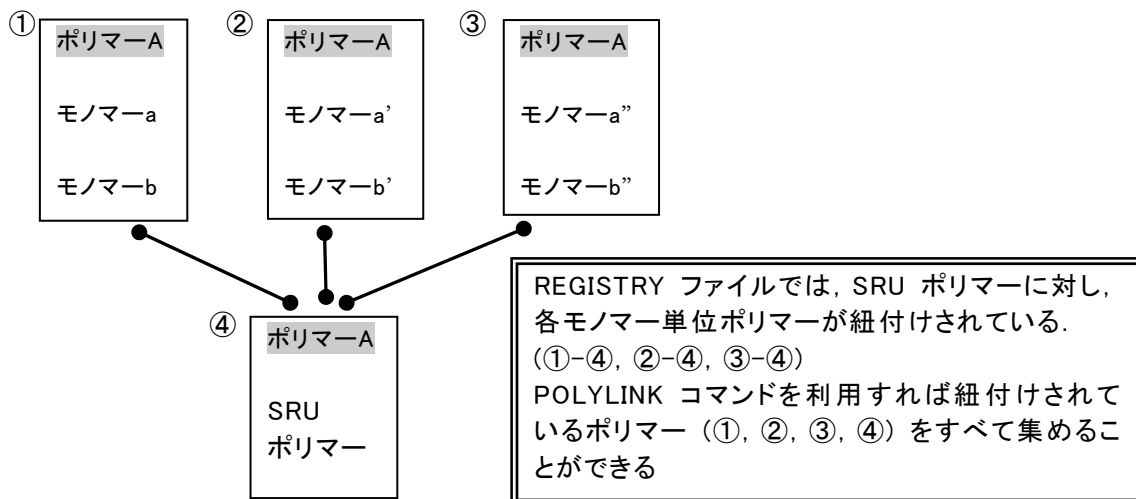 ①
ポリマーA
モノマーa
モノマーb
②
ポリマーA
モノマーa’
モノマーb’
③
ポリマーA
モノマーa”
モノマーb”
④
ポリマーA
SRU
ポリマー
REGISTRY ファイルでは, SRU ポリマーに対し,
各モノマー単位ポリマーが紐付けされている.
(①-④, ②-④, ③-④)
POLYLINK コマンドを利用すれば紐付けされて
いるポリマー (①, ②, ③, ④) をすべて集めるこ
とができる